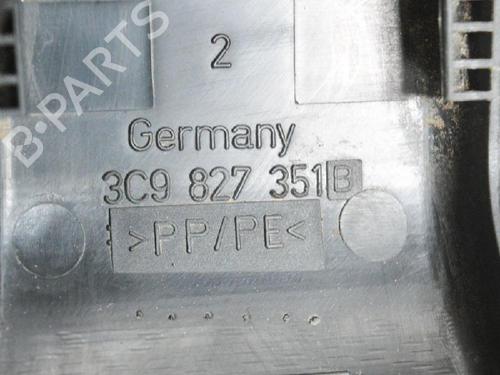 B-PARTS
2
Germany
3C9 827 351B
>PP/PE<